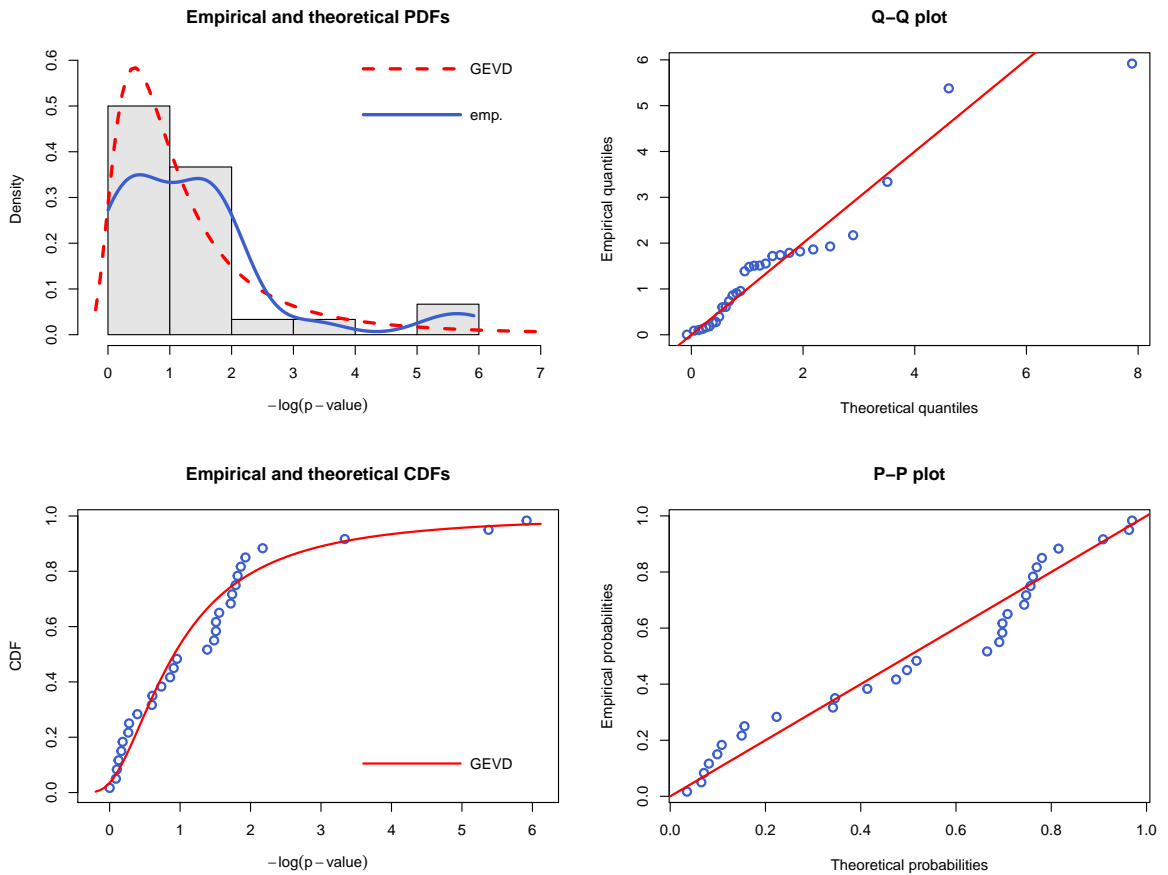 Empirical and theoretical PDFs
Density
0.0 0.1 0.2 0.3 0.4 0.5 0.6
GEVD
emp.
0 1 2 3 4 5 6 7
−log(p−value)
Q−Q plot
Empirical quantiles
0 1 2 3 4 5 6
0 2 4 6 8
Theoretical quantiles
Empirical and theoretical CDFs
CDF
0.0 0.2 0.4 0.6 0.8 1.0
GEVD
0 1 2 3 4 5 6
−log(p−value)
P−P plot
Empirical probabilities
0.0 0.2 0.4 0.6 0.8 1.0
0.0 0.2 0.4 0.6 0.8 1.0
Theoretical probabilities